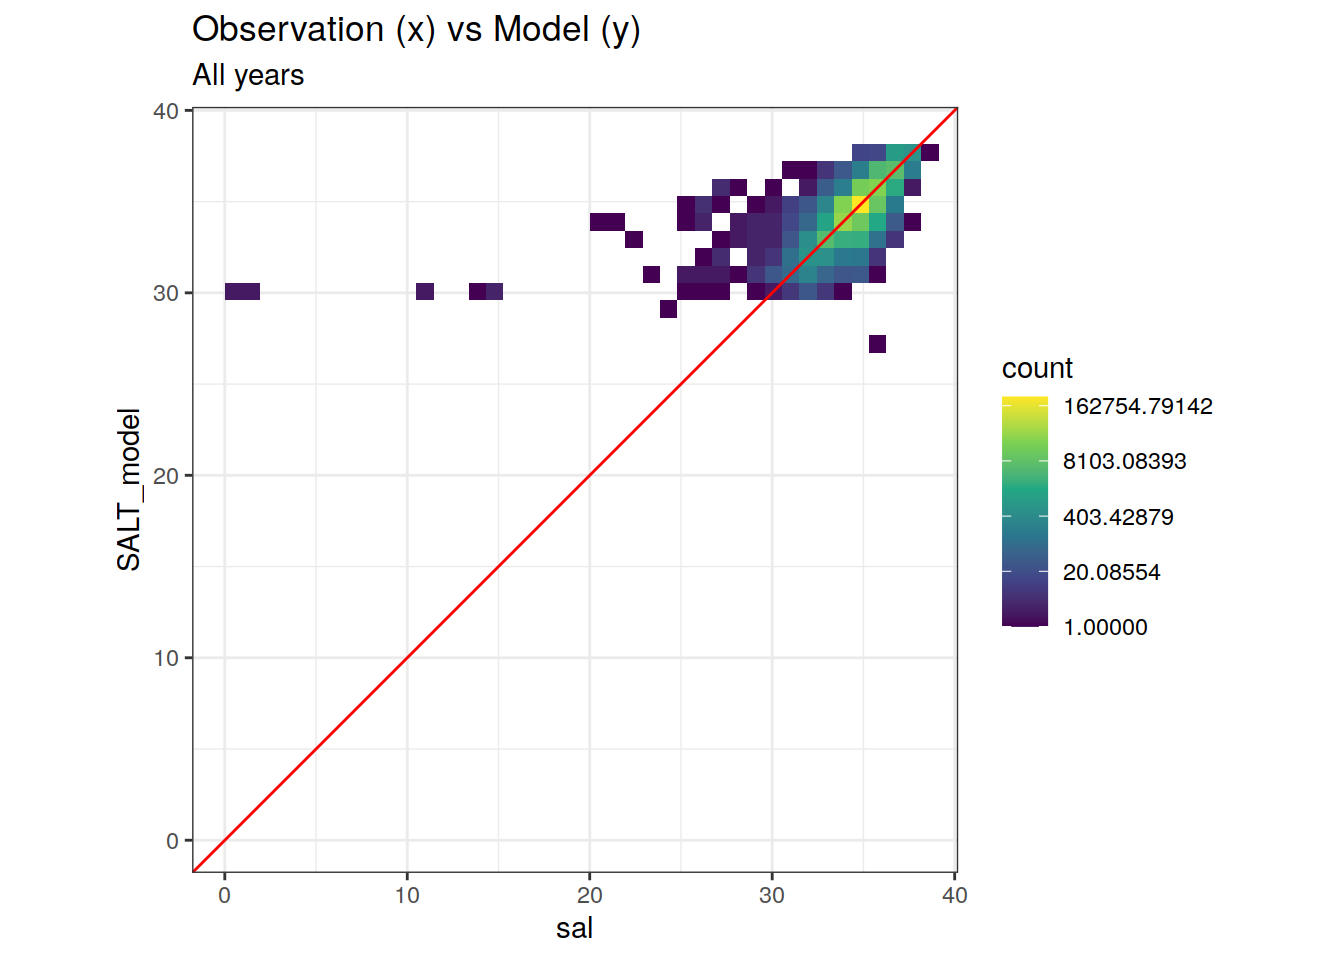 Observation (x) vs Model (y)
All years
SALT_model
40
30
20
10
0
0 10 20 30 40
sal
count
162754.79142
8103.08393
403.42879
20.08554
1.00000